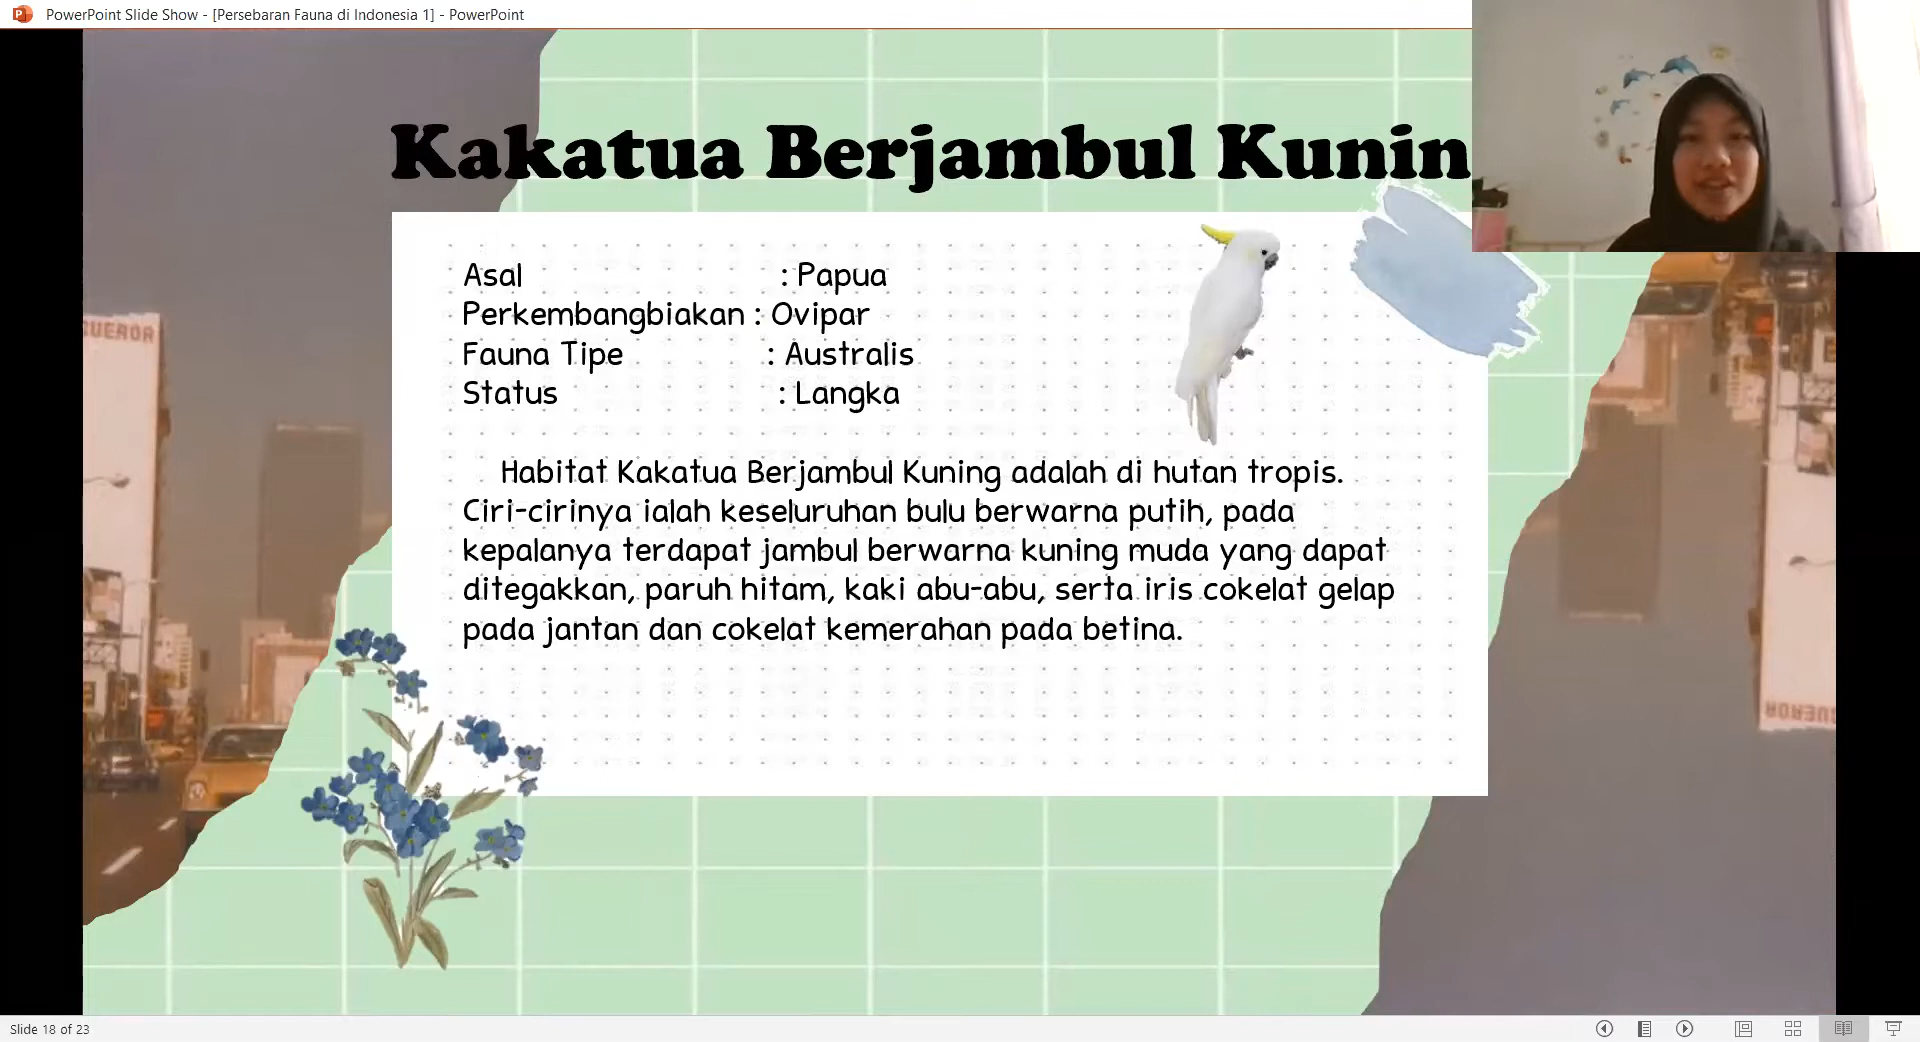 PowerPoint Slide Show - [Persebaran Fauna di Indonesia 1] - PowerPoint
Kakatua Berjambul Kunin
Asal : Papua
Perkembangbiakan : Ovipar
Fauna Tipe : Australis
Status : Langka
Habitat Kakatua Berjambul Kuning adalah di hutan tropis.
Ciri-cirinya ialah keseluruhan bulu berwarna putih, pada
kepalanya terdapat jambul berwarna kuning muda yang dapat
ditegakkan, paruh hitam, kaki abu-abu, serta iris cokelat gelap
pada jantan dan cokelat kemerahan pada betina.
Slide 18 of 23